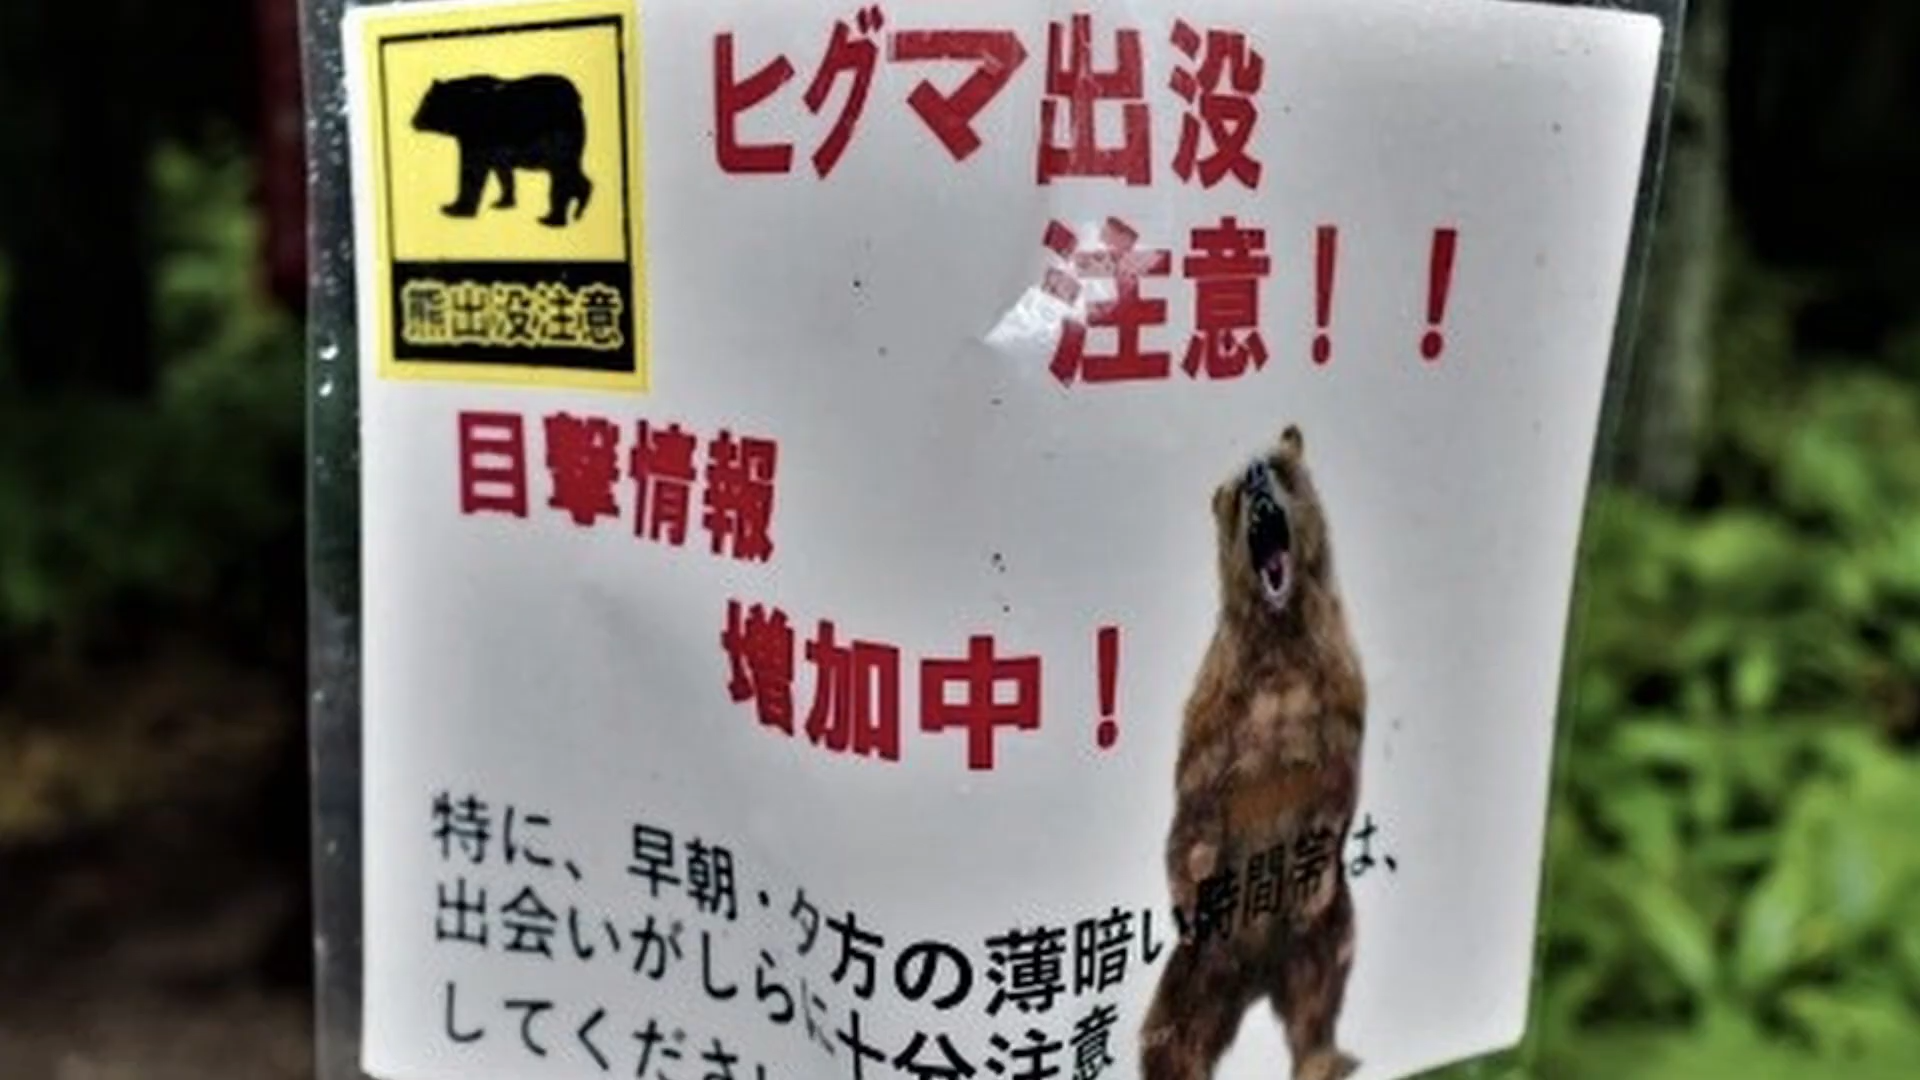 ヒグマ出没
注意！！
熊出没注意
目撃情報
増加中！
特に、早朝・夕方の薄暗い時間帯は、
出会いがしらに十分注意
してくださ